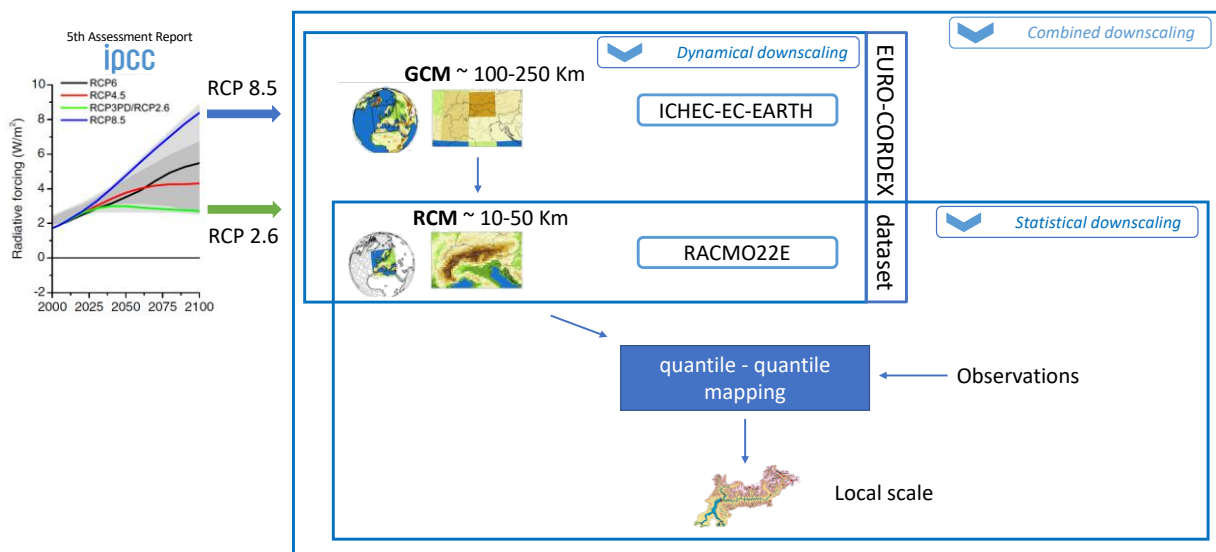 5th Assessment Report
ipcc
Combined downscaling
Dynamical downscaling
GCM ~ 100-250 Km
ICHEC-EC-EARTH
EURO-CORDEX dataset
10
8
6
4
2
0
-2
Radiative forcing (W/m²)
RCP6
RCP4.5
RCP3PD/RCP2.6
RCP8.5
2000 2025 2050 2075 2100
RCP 8.5
RCP 2.6
Statistical downscaling
RCM ~ 10-50 Km
RACMO22E
quantile - quantile
mapping
Observations
Local scale